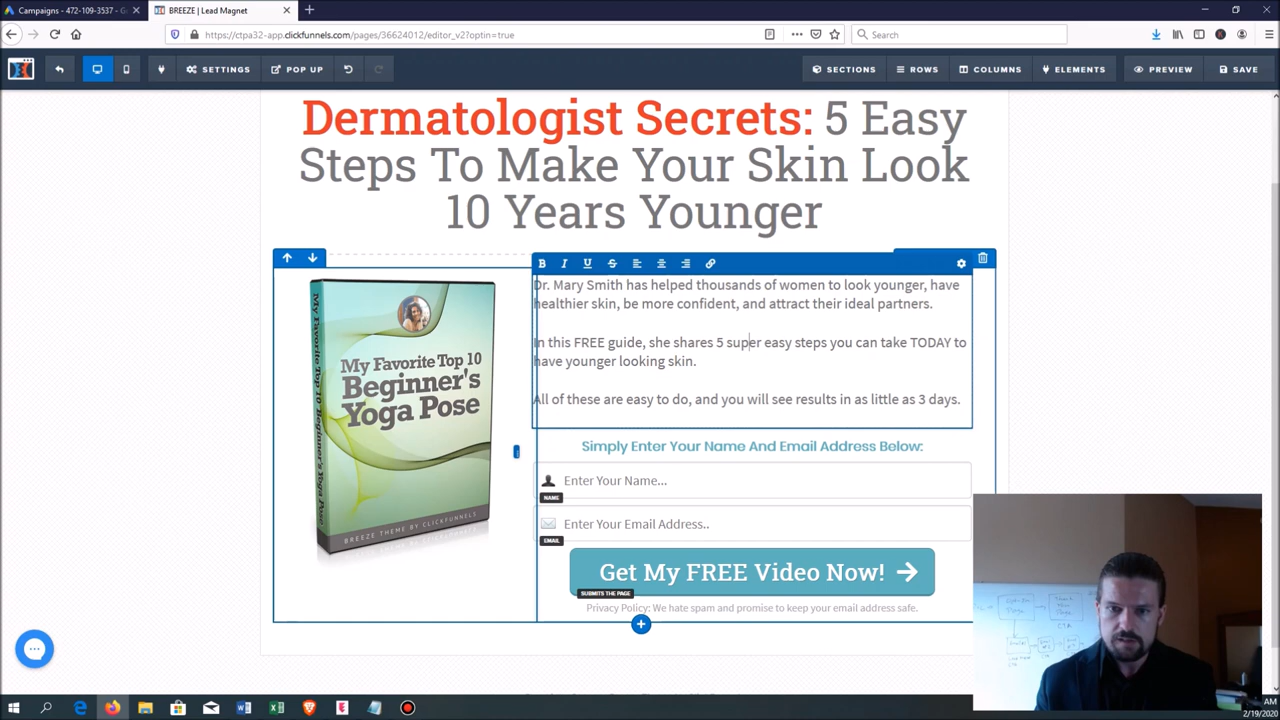 Campaigns - 472-109-3537 - Go
BREEZE | Lead Magnet
https://ctpa32-app.clickfunnels.com/pages/36624012/editor_v2?optin=true
Search
SETTINGS
POP UP
SECTIONS
ROWS
COLUMNS
ELEMENTS
PREVIEW
SAVE
Dermatologist Secrets: 5 Easy
Steps To Make Your Skin Look
10 Years Younger
B I U S
Dr. Mary Smith has helped thousands of women to look younger, have
healthier skin, be more confident, and attract their ideal partners.
In this FREE guide, she shares 5 super easy steps you can take TODAY to
have younger looking skin.
All of these are easy to do, and you will see results in as little as 3 days.
My Favorite Top 10 Beginner's Yoga Pose
My Favorite Top 10
Beginner's
Yoga Pose
BREEZE THEME BY CLICKFUNNELS
Simply Enter Your Name And Email Address Below:
Enter Your Name...
NAME
Enter Your Email Address..
EMAIL
Get My FREE Video Now!
SUBMITS THE PAGE
Privacy Policy: We hate spam and promise to keep your email address safe.
AM
2/19/2020